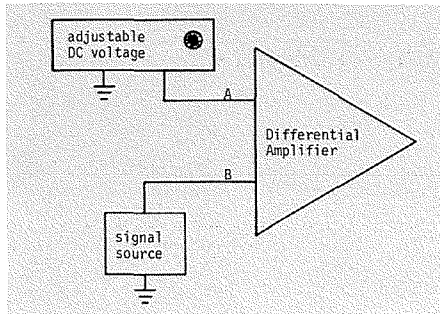 adjustable
DC voltage
A
Differential
Amplifier
B
signal
source